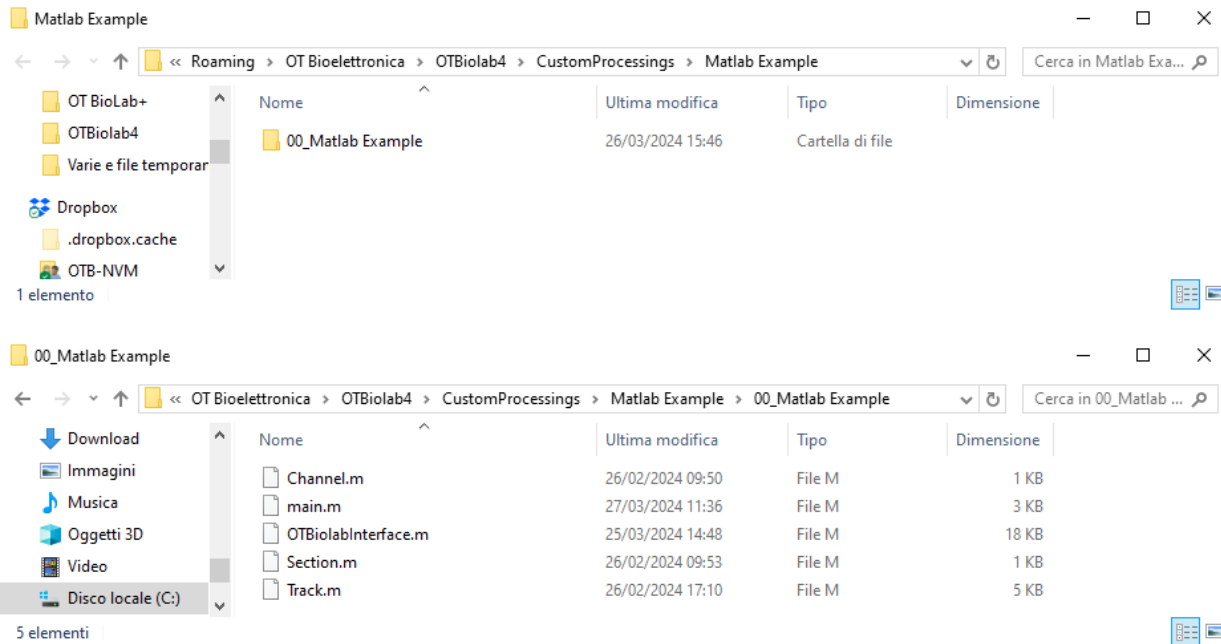 Matlab Example
« Roaming > OT Bioelettronica > OTBiolab4 > CustomProcessings > Matlab Example
Cerca in Matlab Exa...
OT BioLab+
OTBiolab4
Varie e file temporar
Dropbox
.dropbox.cache
OTB-NVM
Nome Ultima modifica Tipo Dimensione
00_Matlab Example 26/03/2024 15:46 Cartella di file
1 elemento
00_Matlab Example
« OT Bioelettronica > OTBiolab4 > CustomProcessings > Matlab Example > 00_Matlab Example
Cerca in 00_Matlab ...
Download
Immagini
Musica
Oggetti 3D
Video
Disco locale (C:)
Nome Ultima modifica Tipo Dimensione
Channel.m 26/02/2024 09:50 File M 1 KB
main.m 27/03/2024 11:36 File M 3 KB
OTBiolabInterface.m 25/03/2024 14:48 File M 18 KB
Section.m 26/02/2024 09:53 File M 1 KB
Track.m 26/02/2024 17:10 File M 5 KB
5 elementi